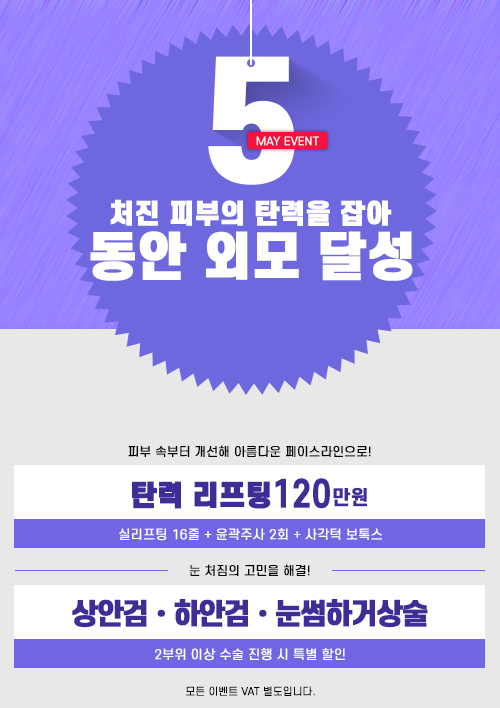 5
MAY EVENT
처진 피부의 탄력을 잡아
동안 외모 달성
피부 속부터 개선해 아름다운 페이스라인으로!
탄력 리프팅120만원
실리프팅 16줄 + 윤곽주사 2회 + 사각턱 보톡스
눈 처짐의 고민을 해결!
상안검 · 하안검 · 눈썸하거상술
2부위 이상 수술 진행 시 특별 할인
모든 이벤트 VAT 별도입니다.